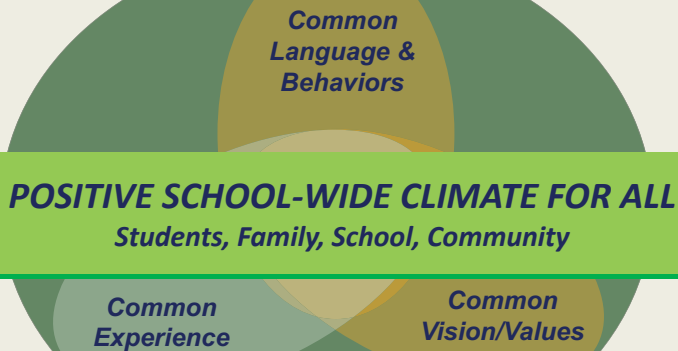 Common
Language &
Behaviors
POSITIVE SCHOOL-WIDE CLIMATE FOR ALL
Students, Family, School, Community
Common
Experience
Common
Vision/Values